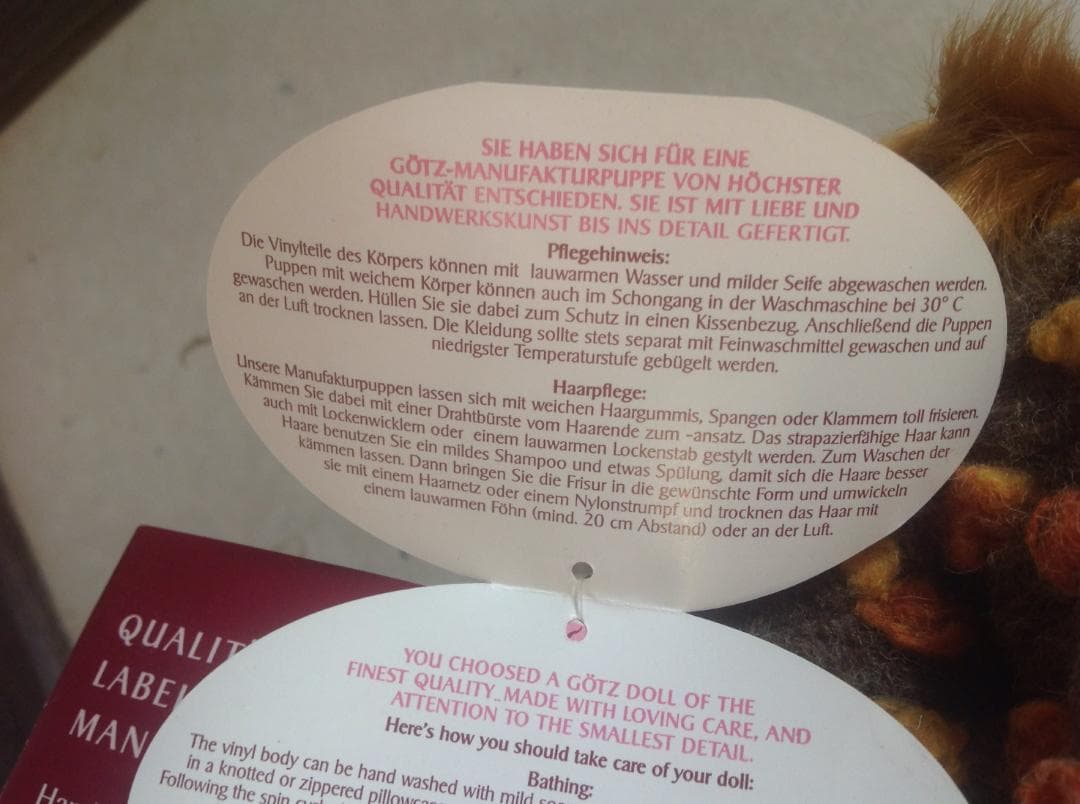 SIE HABEN SICH FÜR EINE
GÖTZ-MANUFAKTURPUPPE VON HÖCHSTER
QUALITÄT ENTSCHIEDEN. SIE IST MIT LIEBE UND
HANDWERKSKUNST BIS INS DETAIL GEFERTIGT.
Pflegehinweis:
Die Vinylteile des Körpers können mit lauwarmen Wasser und milder Seife abgewaschen werden.
Puppen mit weichem Körper können auch im Schongang in der Waschmaschine bei 30° C
gewaschen werden. Hüllen Sie sie dabei zum Schutz in einen Kissenbezug. Anschließend die Puppen
an der Luft trocknen lassen. Die Kleidung sollte stets separat mit Feinwaschmittel gewaschen und auf
niedrigster Temperaturstufe gebügelt werden.
Haarpflege:
Unsere Manufakturpuppen lassen sich mit weichen Haargummis, Spangen oder Klammern toll frisieren.
Kämmen Sie dabei mit einer Drahtbürste vom Haarende zum -ansatz. Das strapazierfähige Haar kann
auch mit Lockenwicklern oder einem lauwarmen Lockenstab gestylt werden. Zum Waschen der
Haare benutzen Sie ein mildes Shampoo und etwas Spülung, damit sich die Haare besser
kämmen lassen. Dann bringen Sie die Frisur in die gewünschte Form und umwickeln
sie mit einem Haarnetz oder einem Nylonstrumpf und trocknen das Haar mit
einem lauwarmen Föhn (mind. 20 cm Abstand) oder an der Luft.
YOU CHOOSED A GÖTZ DOLL OF THE
FINEST QUALITY. MADE WITH LOVING CARE, AND
ATTENTION TO THE SMALLEST DETAIL.
Here's how you should take care of your doll:
Bathing:
The vinyl body can be hand washed with mild
in a knotted or zippered
Following the spin
LABE
MAN